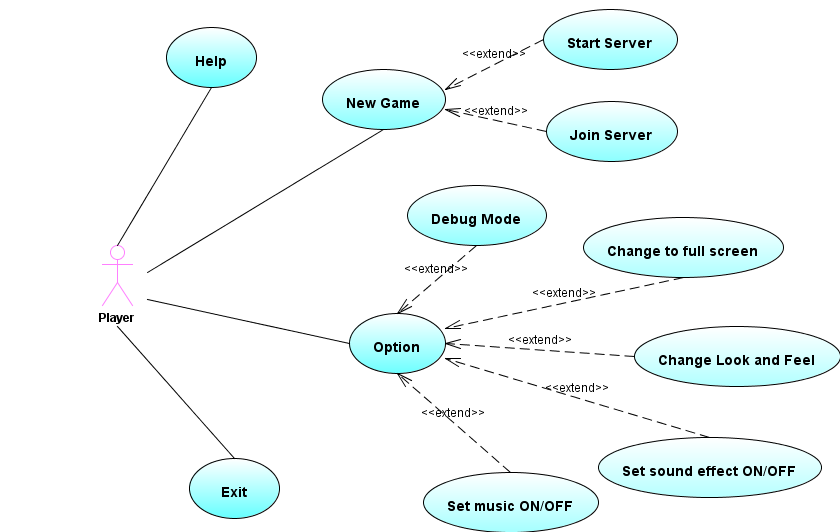 Start Server
<<extend>>
Help
New Game
<<extend>>
Join Server
Debug Mode
Change to full screen
<<extend>>
<<extend>>
Player
<<extend>>
Option
Change Look and Feel
<<extend>>
<<extend>>
Set sound effect ON/OFF
Exit
Set music ON/OFF